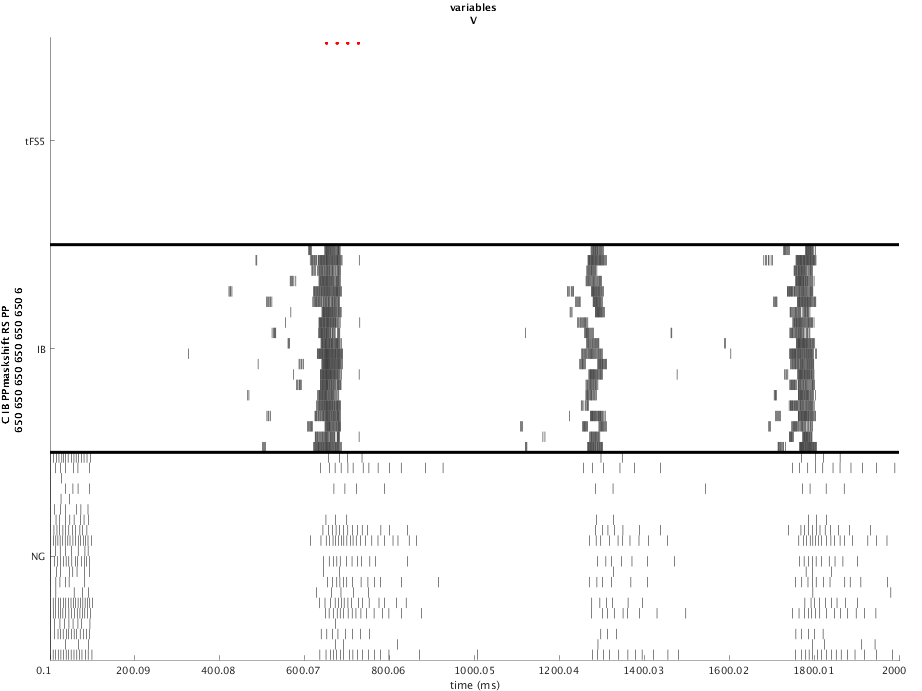 variables
V
tFS5
C IB PPmaskshift RS PP
650 650 650 650 650 650 6
IB
NG
0.1 200.09 400.08 600.07 800.06 1000.05 1200.04 1400.03 1600.02 1800.01 2000
time (ms)